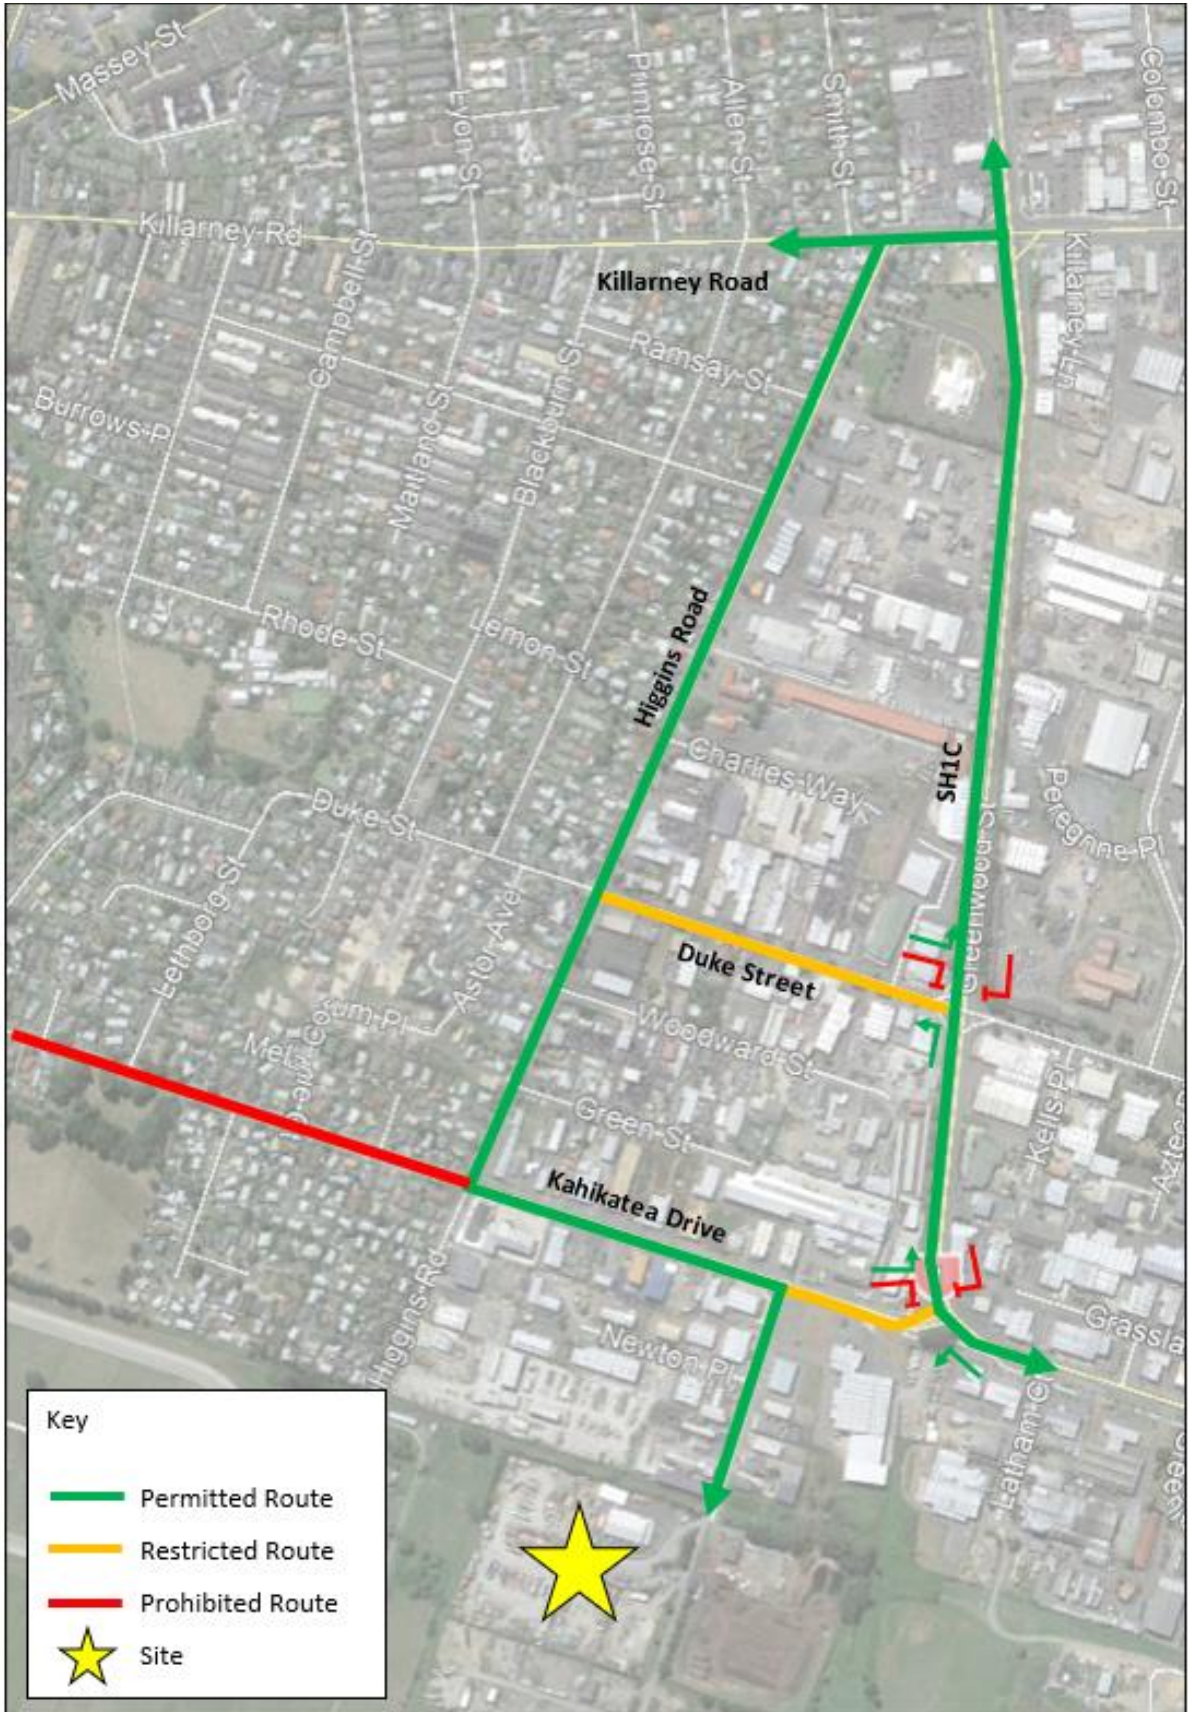 Massey St
Lyon St
Primrose St
Allen St
Smith St
Colombo St
Killarney Rd
Campbell St
Killarney Road
Killarney Ln
Ramsay St
Burrows Pl
Maitland St
Blackburn St
Rhode St
Lemon St
Higgins Road
Charles Way
SH1C
Peregrine Pl
Duke St
Greenwood St
Lethborg St
Astor Ave
Duke Street
Woodward St
Kells Pl
Green St
Kahikatea Drive
Higgins Rd
Newton Pl
Grassla
Latham C
Key
Permitted Route
Restricted Route
Prohibited Route
Site